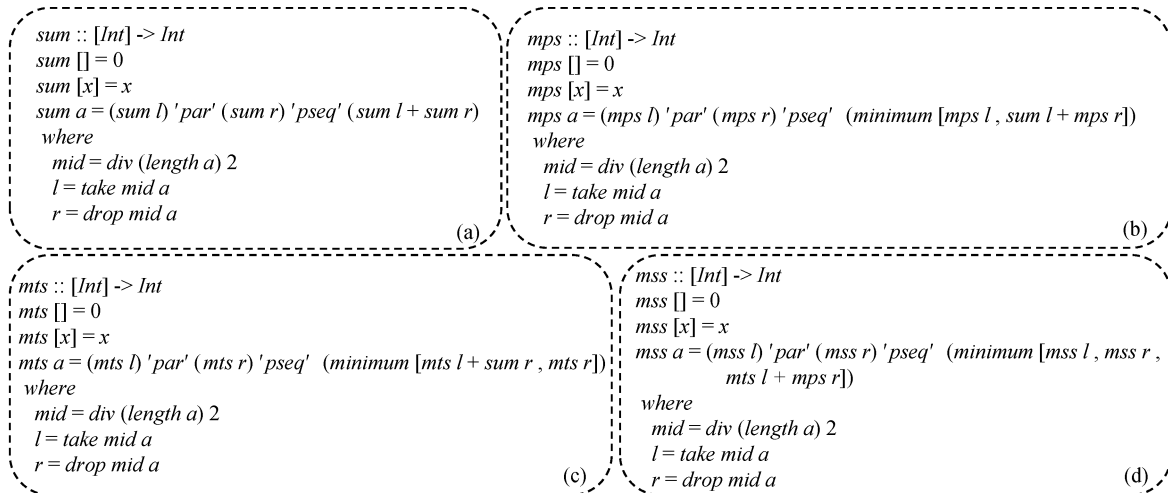 sum :: [Int] -> Int
sum [] = 0
sum [x] = x
sum a = (sum l) 'par' (sum r) 'pseq' (sum l + sum r)
where
mid = div (length a) 2
l = take mid a
r = drop mid a
(a)
mps :: [Int] -> Int
mps [] = 0
mps [x] = x
mps a = (mps l) 'par' (mps r) 'pseq' (minimum [mps l , sum l + mps r])
where
mid = div (length a) 2
l = take mid a
r = drop mid a
(b)
mts :: [Int] -> Int
mts [] = 0
mts [x] = x
mts a = (mts l) 'par' (mts r) 'pseq' (minimum [mts l + sum r , mts r])
where
mid = div (length a) 2
l = take mid a
r = drop mid a
(c)
mss :: [Int] -> Int
mss [] = 0
mss [x] = x
mss a = (mss l) 'par' (mss r) 'pseq' (minimum [mss l , mss r ,
mts l + mps r])
where
mid = div (length a) 2
l = take mid a
r = drop mid a
(d)